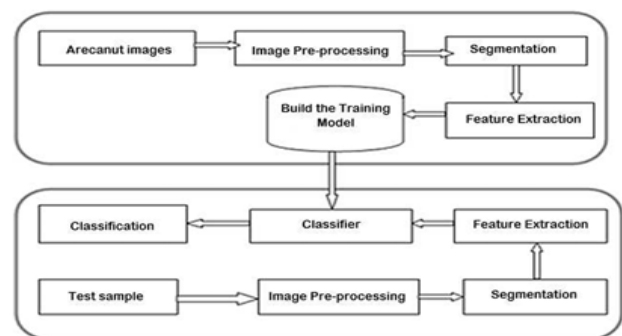 Arecanut images
Image Pre-processing
Segmentation
Build the Training
Model
Feature Extraction
Classification
Classifier
Feature Extraction
Test sample
Image Pre-processing
Segmentation